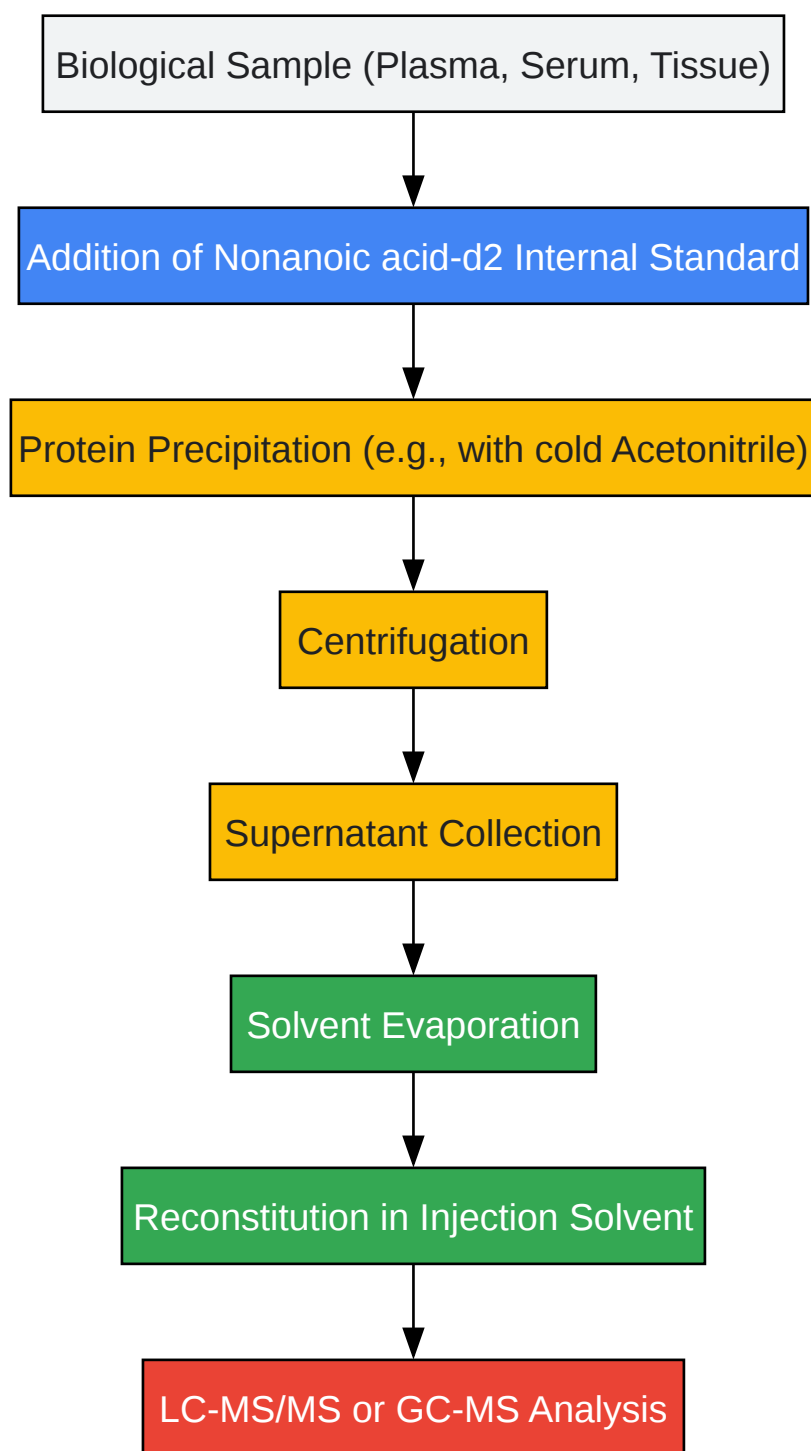 Biological Sample (Plasma, Serum, Tissue)
Addition of Nonanoic acid-d2 Internal Standard
Protein Precipitation (e.g., with cold Acetonitrile)
Centrifugation
Supernatant Collection
Solvent Evaporation
Reconstitution in Injection Solvent
LC-MS/MS or GC-MS Analysis